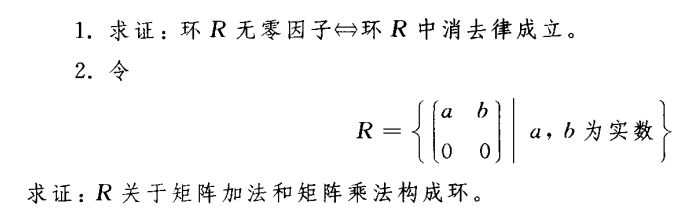 1. 求证:环 R 无零因子⇔环 R 中消去律成立。
2. 令
R = { ( a b ; 0 0 ) | a, b 为实数 }
求证:R 关于矩阵加法和矩阵乘法构成环。